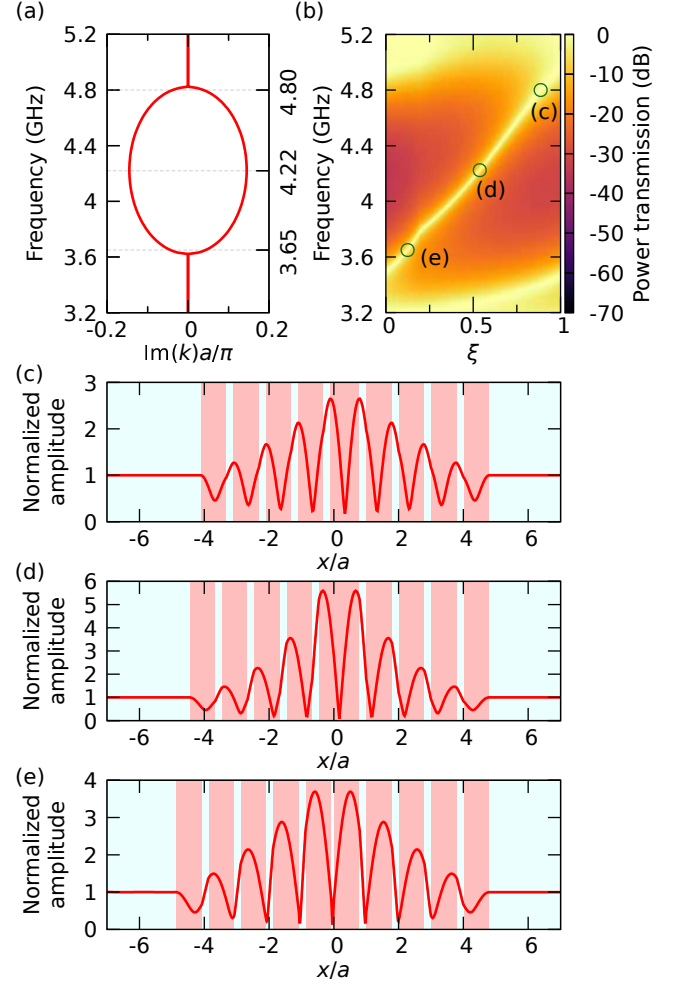 (a)
5.2
4.8
4.4
4
3.6
3.2
Frequency (GHz)
-0.2
0
0.2
Im(k)a/π
4.80
4.22
3.65
(b)
5.2
4.8
4.4
4
3.6
3.2
Frequency (GHz)
0
0.5
1
ξ
(c)
(d)
(e)
0
-10
-20
-30
-40
-50
-60
-70
Power transmission (dB)
(c)
3
2
1
0
Normalized
amplitude
-6 -4 -2 0 2 4 6
x/a
(d)
6
5
4
3
2
1
0
Normalized
amplitude
-6 -4 -2 0 2 4 6
x/a
(e)
4
3
2
1
0
Normalized
amplitude
-6 -4 -2 0 2 4 6
x/a